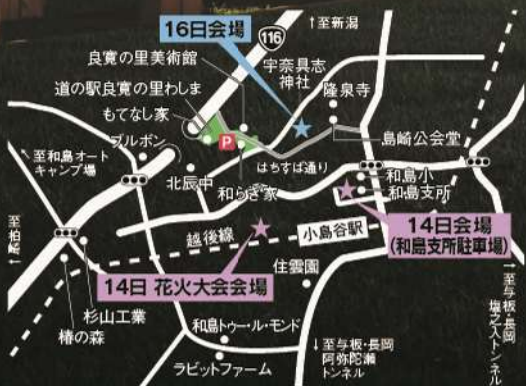 16日会場
116
↑至新潟
良寛の里美術館
宇奈具志
神社
道の駅良寛の里わしま
隆泉寺
もてなし家
P
島崎公会堂
ブルボン
はちすば通り
↖至和島オート
キャンプ場
北辰中
和らぎ家
和島小
和島支所
14日会場
(和島支所駐車場)
越後線
小島谷駅
至柏崎
14日 花火大会会場
住雲園
杉山工業
椿の森
和島トゥー・ル・モンド
ラビットファーム
↓至与板・長岡
阿弥陀瀬
トンネル
至与板・長岡
塩之入トンネル